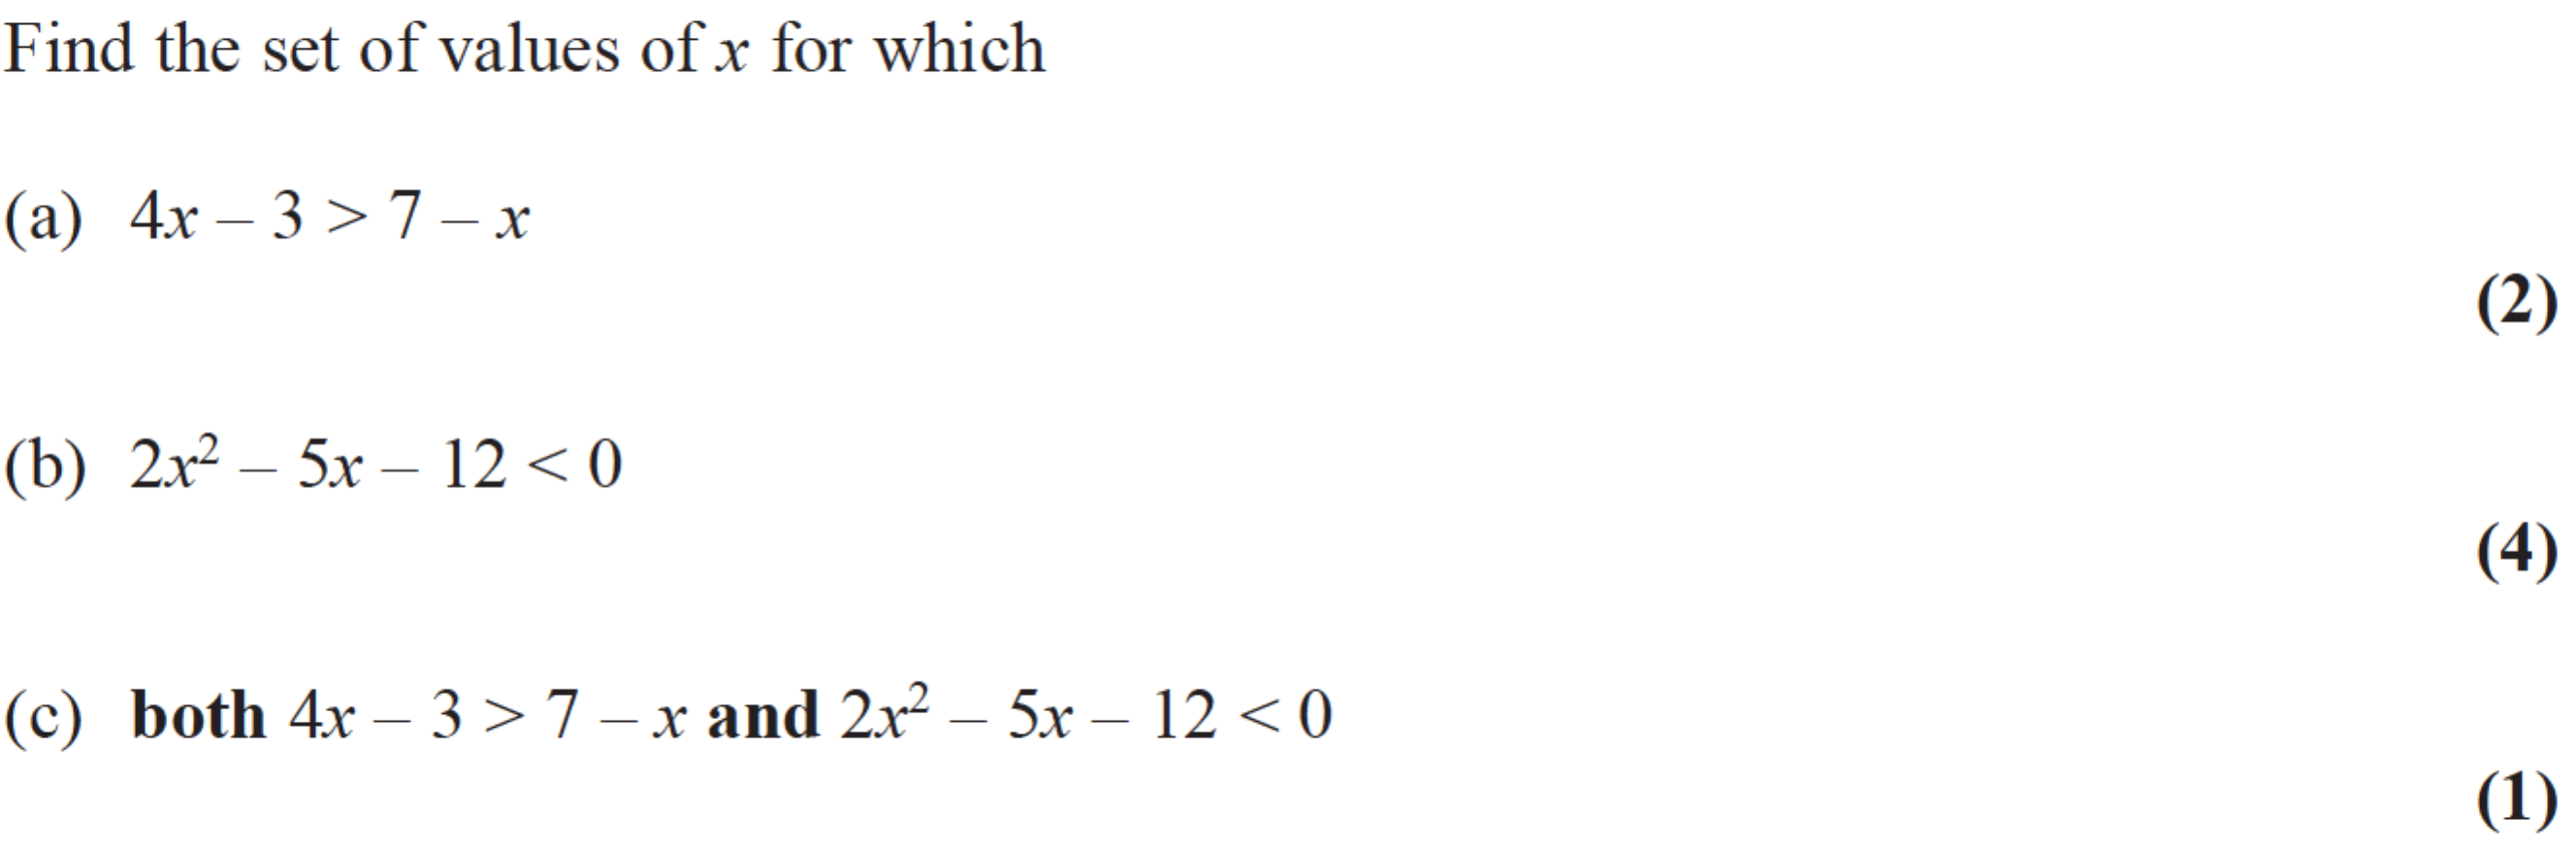 Find the set of values of x for which
(a) 4x – 3 > 7 – x
(2)
(b) 2x² – 5x – 12 < 0
(4)
(c) both 4x – 3 > 7 – x and 2x² – 5x – 12 < 0
(1)